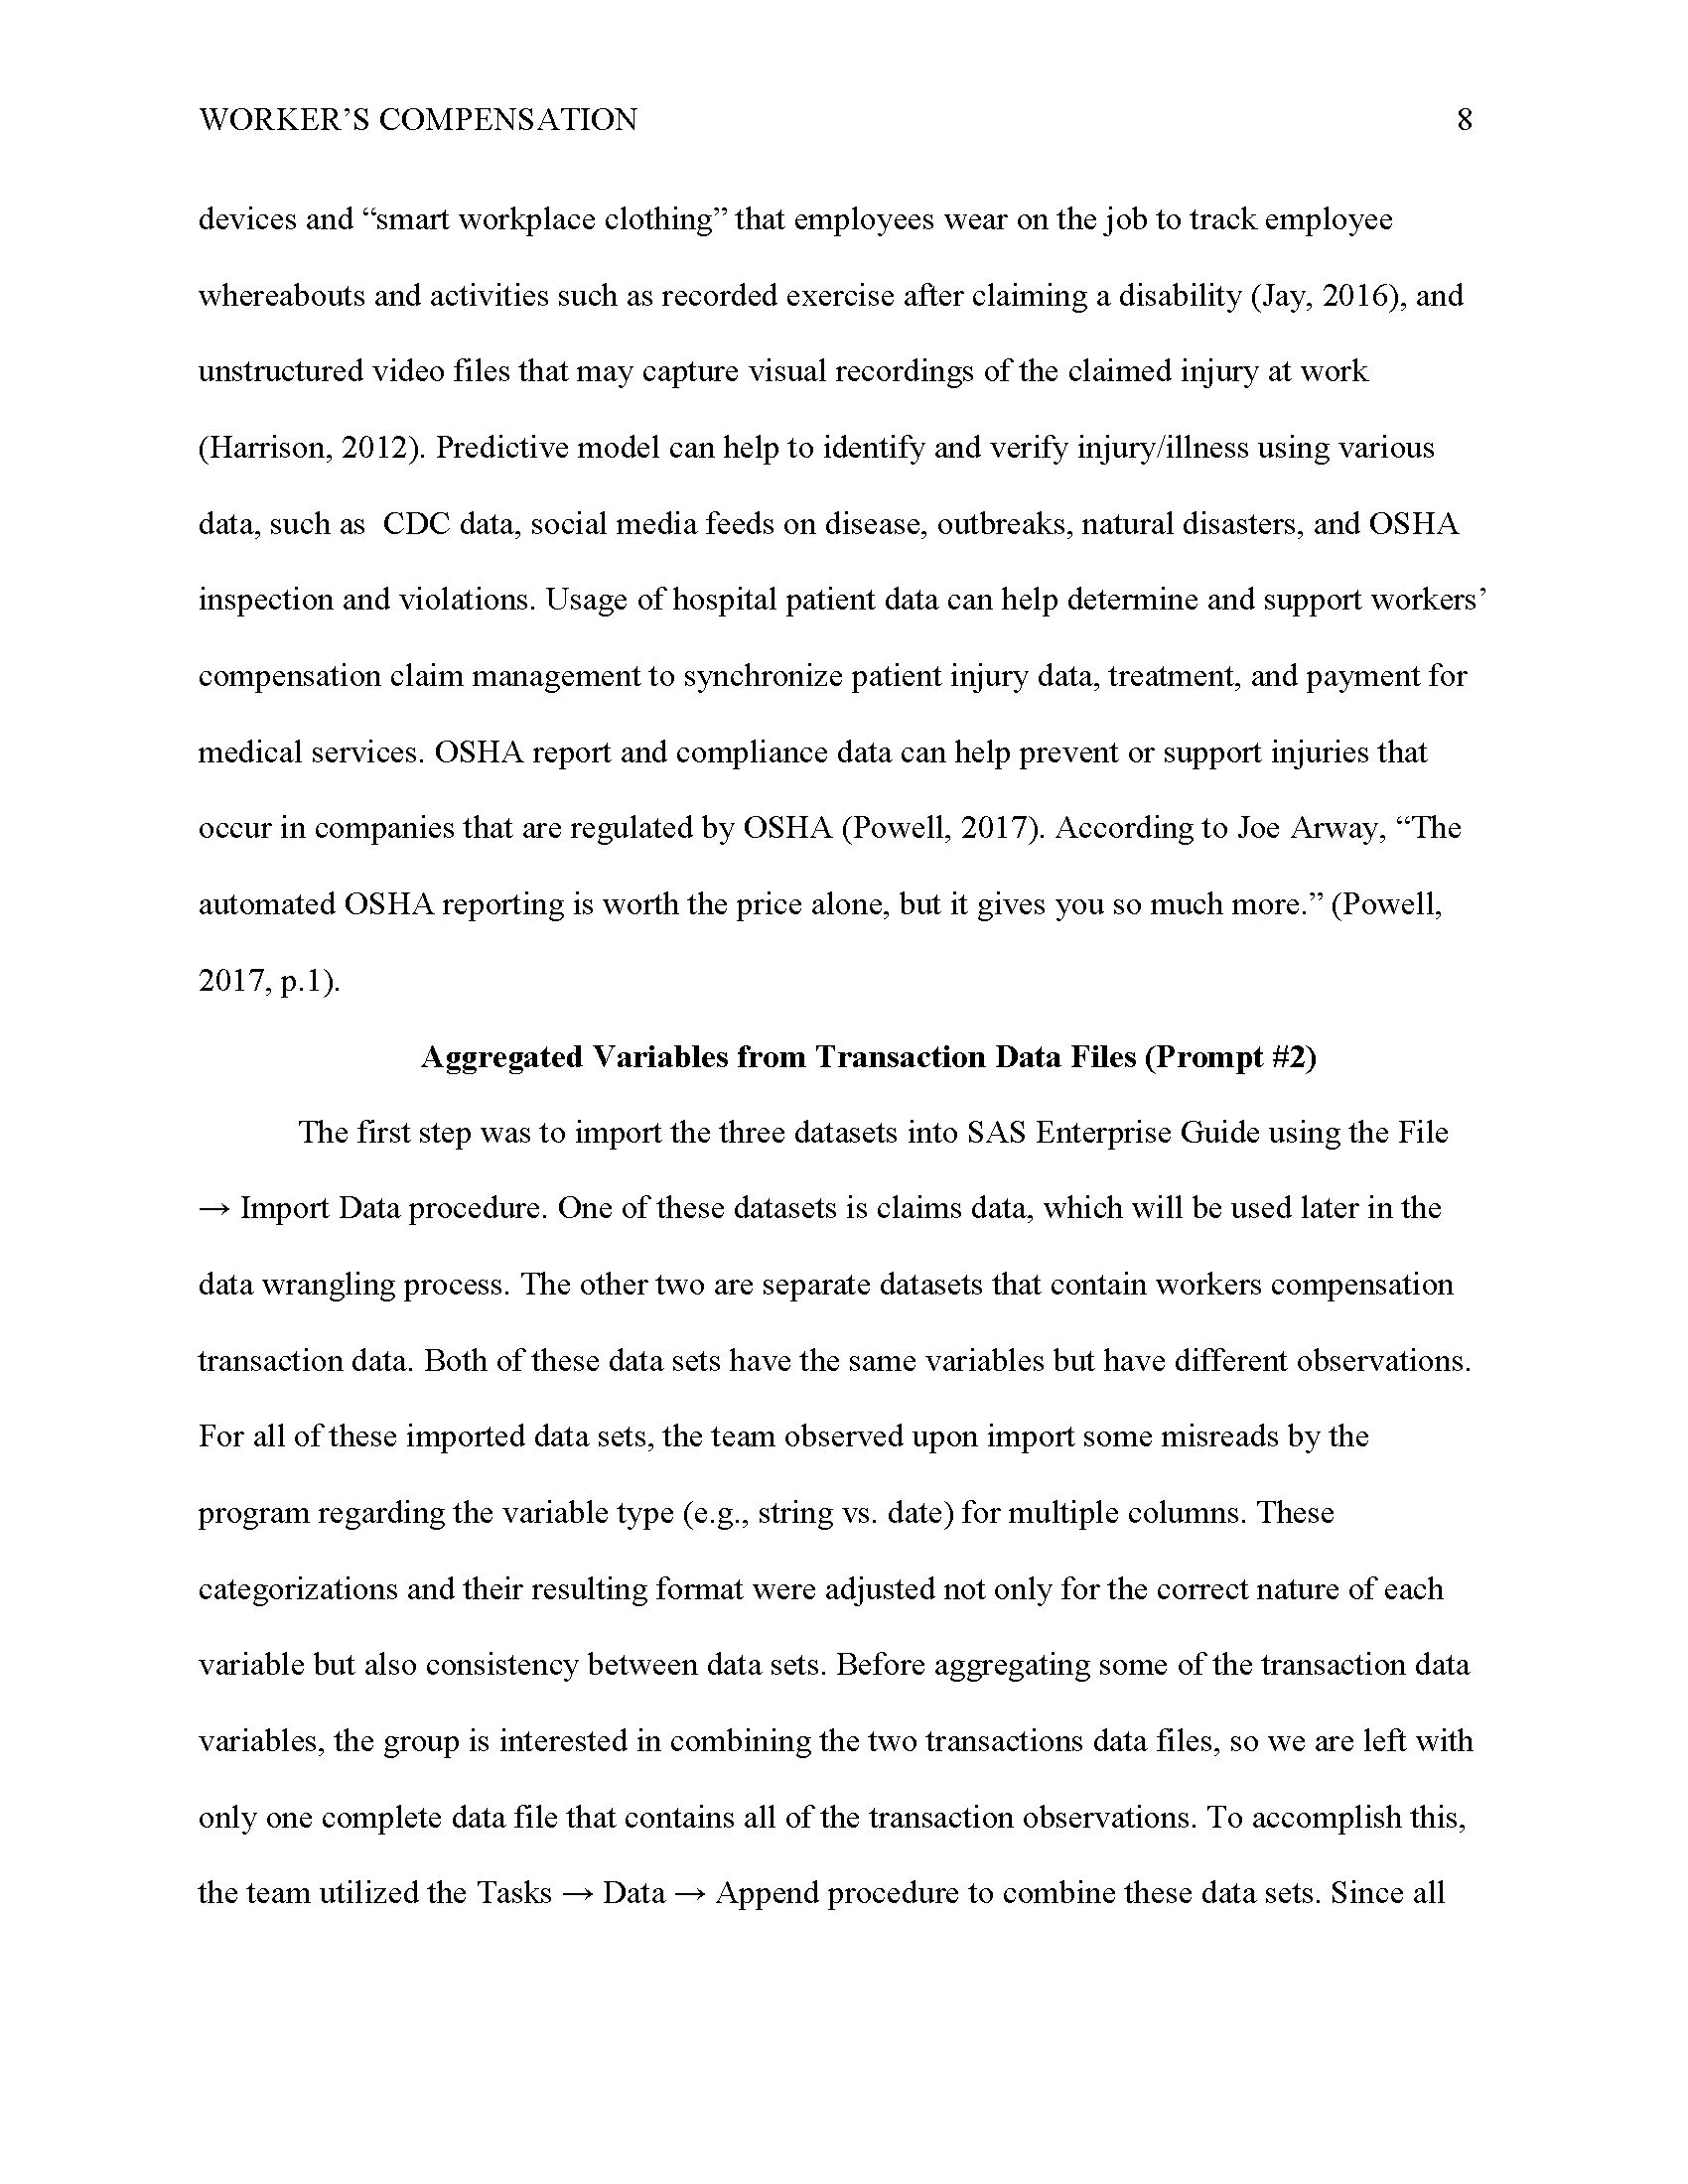 WORKER’S COMPENSATION 8
devices and “smart workplace clothing” that employees wear on the job to track employee
whereabouts and activities such as recorded exercise after claiming a disability (Jay, 2016), and
unstructured video files that may capture visual recordings of the claimed injury at work
(Harrison, 2012). Predictive model can help to identify and verify injury/illness using various
data, such as  CDC data, social media feeds on disease, outbreaks, natural disasters, and OSHA
inspection and violations. Usage of hospital patient data can help determine and support workers’
compensation claim management to synchronize patient injury data, treatment, and payment for
medical services. OSHA report and compliance data can help prevent or support injuries that
occur in companies that are regulated by OSHA (Powell, 2017). According to Joe Arway, “The
automated OSHA reporting is worth the price alone, but it gives you so much more.” (Powell,
2017, p.1).
Aggregated Variables from Transaction Data Files (Prompt #2)
The first step was to import the three datasets into SAS Enterprise Guide using the File
→ Import Data procedure. One of these datasets is claims data, which will be used later in the
data wrangling process. The other two are separate datasets that contain workers compensation
transaction data. Both of these data sets have the same variables but have different observations.
For all of these imported data sets, the team observed upon import some misreads by the
program regarding the variable type (e.g., string vs. date) for multiple columns. These
categorizations and their resulting format were adjusted not only for the correct nature of each
variable but also consistency between data sets. Before aggregating some of the transaction data
variables, the group is interested in combining the two transactions data files, so we are left with
only one complete data file that contains all of the transaction observations. To accomplish this,
the team utilized the Tasks → Data → Append procedure to combine these data sets. Since all